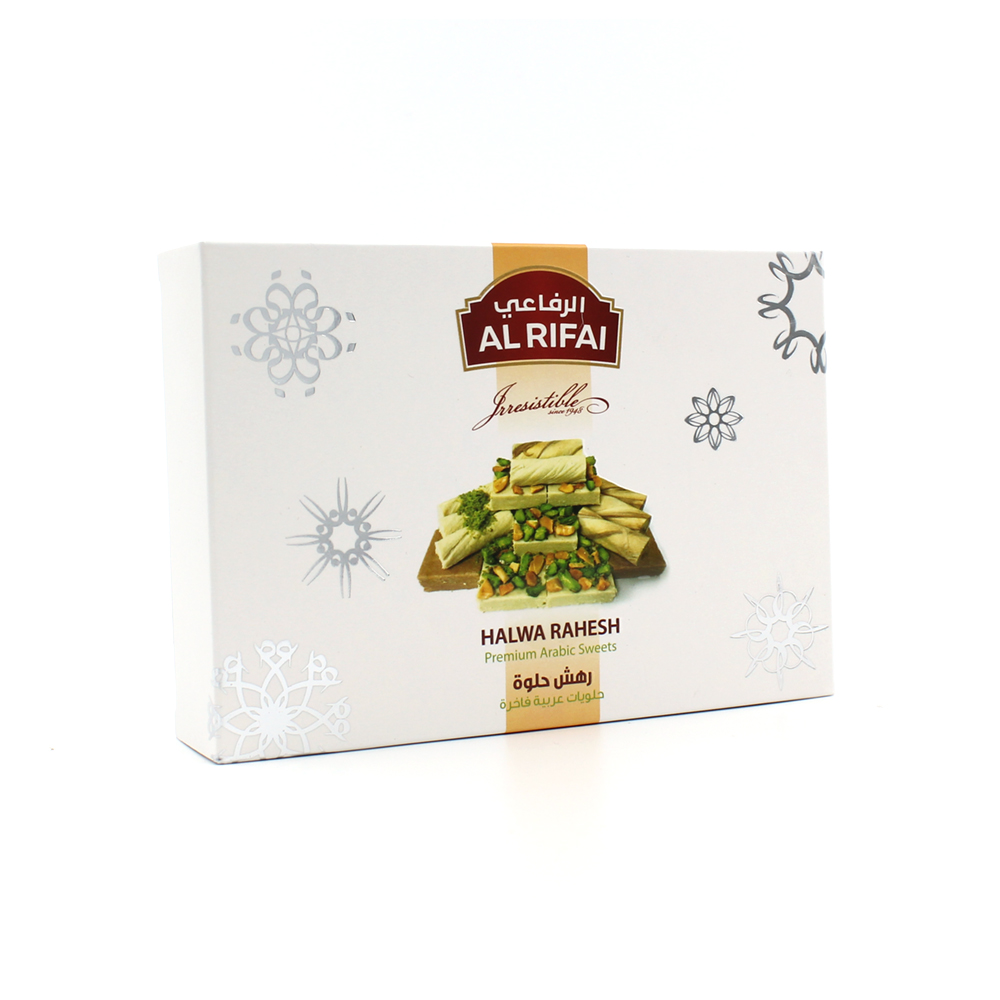 الرفاعي
AL RIFAI
Irresistible
since 1948
HALWA RAHESH
Premium Arabic Sweets
رهش حلوة
حلويات عربية فاخرة